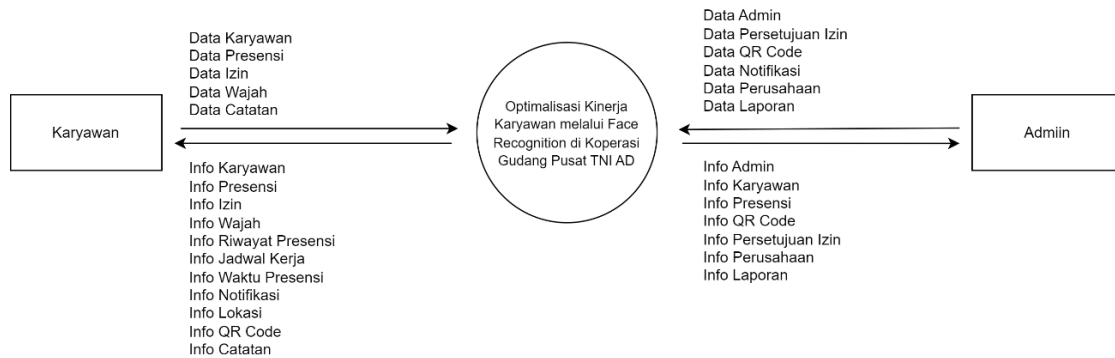 Data Karyawan
Data Presensi
Data Izin
Data Wajah
Data Catatan
Karyawan
Info Karyawan
Info Presensi
Info Izin
Info Wajah
Info Riwayat Presensi
Info Jadwal Kerja
Info Waktu Presensi
Info Notifikasi
Info Lokasi
Info QR Code
Info Catatan
Optimalisasi Kinerja
Karyawan melalui Face
Recognition di Koperasi
Gudang Pusat TNI AD
Data Admin
Data Persetujuan Izin
Data QR Code
Data Notifikasi
Data Perusahaan
Data Laporan
Admiin
Info Admin
Info Karyawan
Info Presensi
Info QR Code
Info Persetujuan Izin
Info Perusahaan
Info Laporan